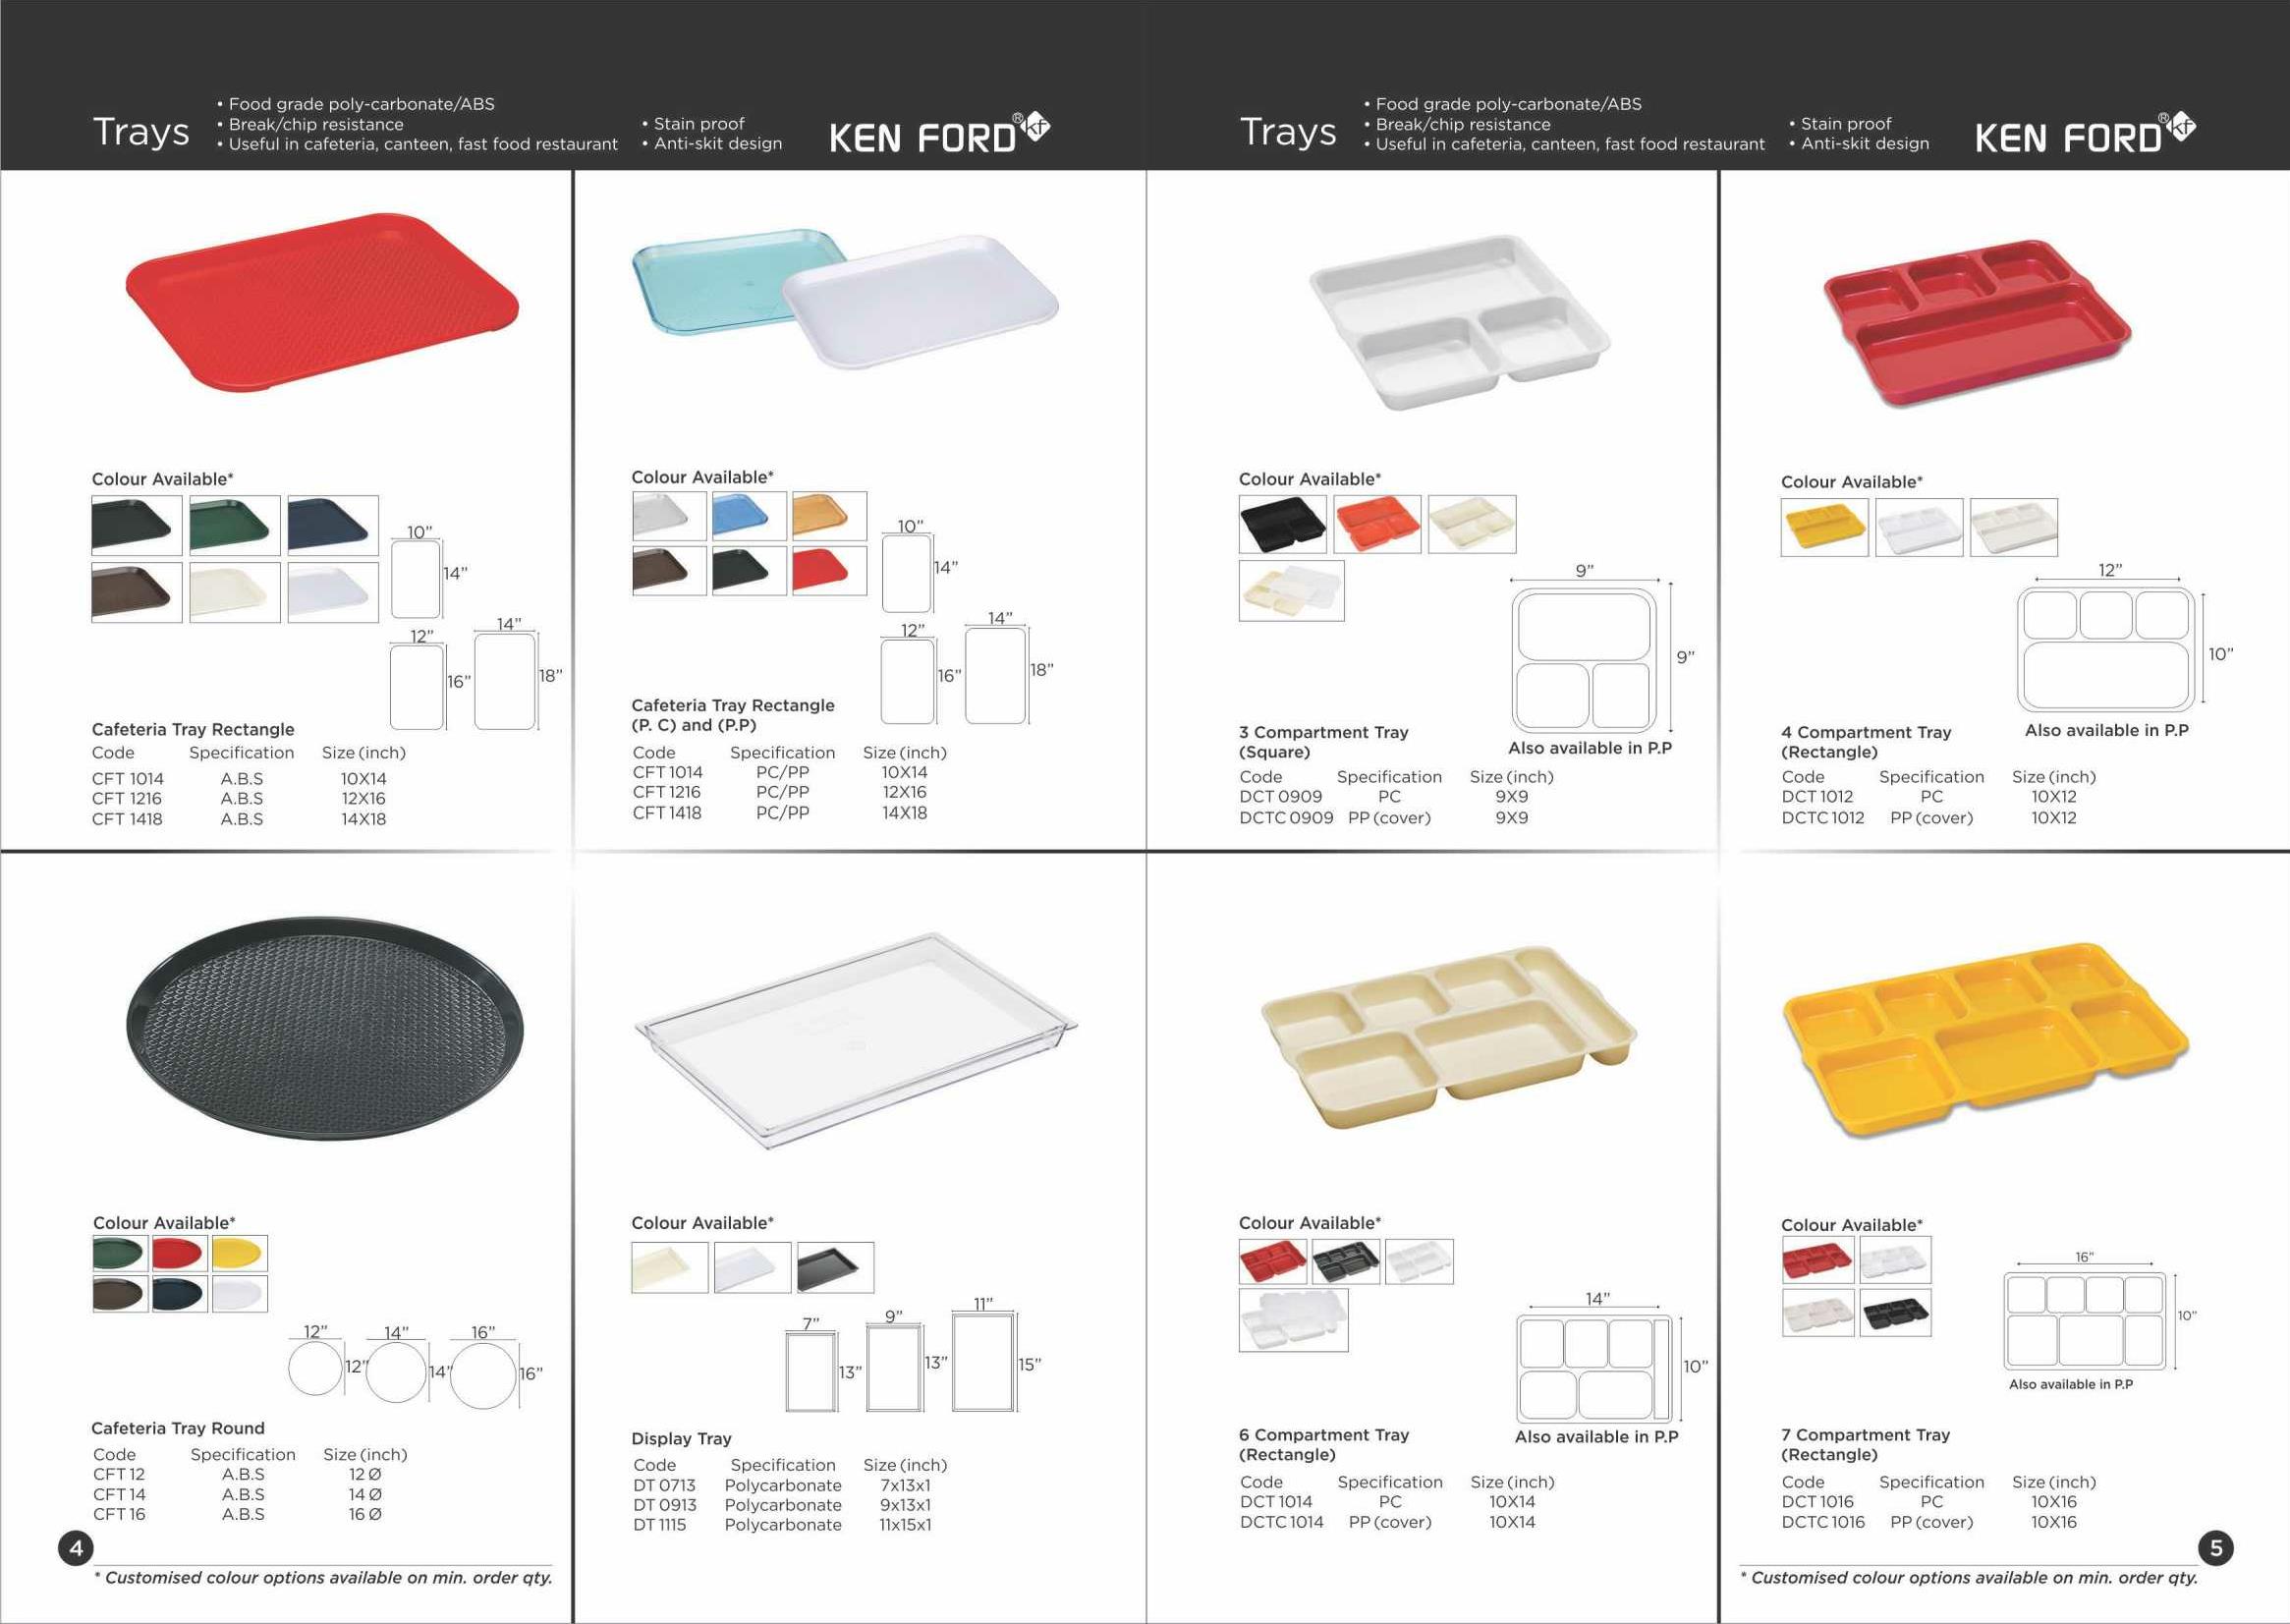 Trays
• Food grade poly-carbonate/ABS
• Break/chip resistance
• Useful in cafeteria, canteen, fast food restaurant
• Stain proof
• Anti-skit design
KEN FORD® kf
Colour Available*
10”
14”
12”
16”
14”
18”
Cafeteria Tray Rectangle
Code Specification Size (inch)
CFT 1014 A.B.S 10X14
CFT 1216 A.B.S 12X16
CFT 1418 A.B.S 14X18
Colour Available*
10”
14”
12”
16”
14”
18”
Cafeteria Tray Rectangle
(P. C) and (P.P)
Code Specification Size (inch)
CFT 1014 PC/PP 10X14
CFT 1216 PC/PP 12X16
CFT 1418 PC/PP 14X18
Colour Available*
12”
12”
14”
14”
16”
16”
Cafeteria Tray Round
Code Specification Size (inch)
CFT 12 A.B.S 12 Ø
CFT 14 A.B.S 14 Ø
CFT 16 A.B.S 16 Ø
Colour Available*
7”
13”
9”
13”
11”
15”
Display Tray
Code Specification Size (inch)
DT 0713 Polycarbonate 7x13x1
DT 0913 Polycarbonate 9x13x1
DT 1115 Polycarbonate 11x15x1
4
* Customised colour options available on min. order qty.
Trays
• Food grade poly-carbonate/ABS
• Break/chip resistance
• Useful in cafeteria, canteen, fast food restaurant
• Stain proof
• Anti-skit design
KEN FORD® kf
Colour Available*
9”
9”
Also available in P.P
3 Compartment Tray
(Square)
Code Specification Size (inch)
DCT 0909 PC 9X9
DCTC 0909 PP (cover) 9X9
Colour Available*
12”
10”
Also available in P.P
4 Compartment Tray
(Rectangle)
Code Specification Size (inch)
DCT 1012 PC 10X12
DCTC 1012 PP (cover) 10X12
Colour Available*
14”
10”
Also available in P.P
6 Compartment Tray
(Rectangle)
Code Specification Size (inch)
DCT 1014 PC 10X14
DCTC 1014 PP (cover) 10X14
Colour Available*
16”
10”
Also available in P.P
7 Compartment Tray
(Rectangle)
Code Specification Size (inch)
DCT 1016 PC 10X16
DCTC 1016 PP (cover) 10X16
5
* Customised colour options available on min. order qty.